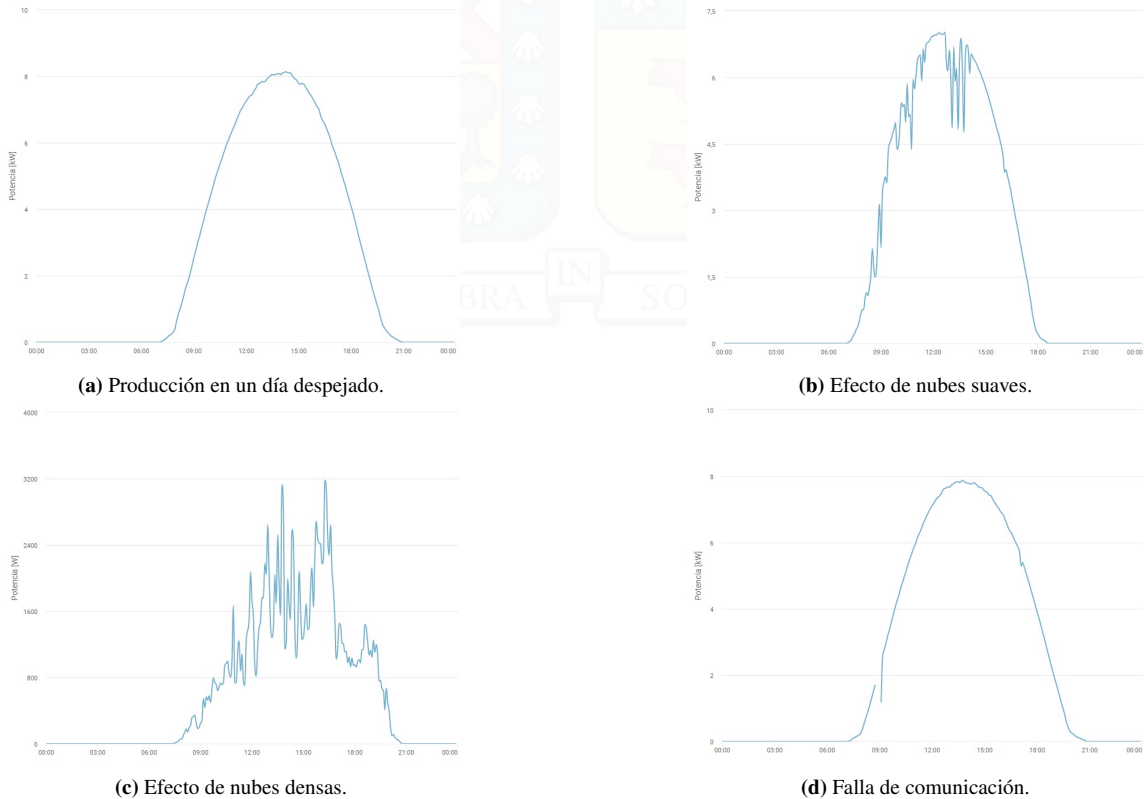 10
8
6
4
2
0
Potencia [kW]
00:00 03:00 06:00 09:00 12:00 15:00 18:00 21:00 00:00
(a) Producción en un día despejado.
7,5
6
4,5
3
1,5
0
Potencia [kW]
00:00 03:00 06:00 09:00 12:00 15:00 18:00 21:00 00:00
(b) Efecto de nubes suaves.
BRA IN SO
4000
3200
2400
1600
800
0
Potencia [W]
00:00 03:00 06:00 09:00 12:00 15:00 18:00 21:00 00:00
(c) Efecto de nubes densas.
10
8
6
4
2
0
Potencia [kW]
00:00 03:00 06:00 09:00 12:00 15:00 18:00 21:00 00:00
(d) Falla de comunicación.